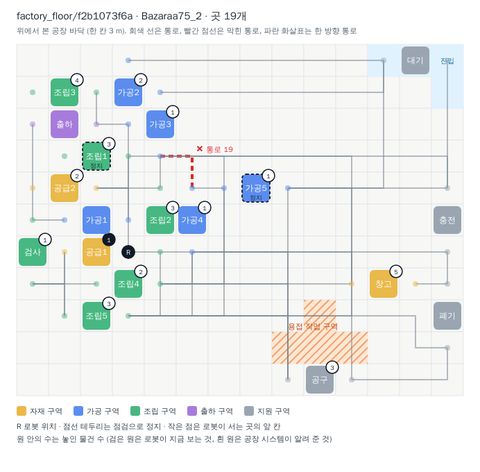 factory_floor/f2b1073f6a · Bazaraa75_2 · 곳 19개
위에서 본 공장 바닥 (한 칸 3 m). 회색 선은 통로, 빨간 점선은 막힌 통로, 파란 화살표는 한 방향 통로
대기
진입
4
조립3
2
가공2
출하
1
가공3
3
조립1
정지
✕ 통로 19
2
공급2
1
가공5
정지
가공1
3
조립2
1
가공4
충전
1
검사
1
공급1
R
2
조립4
5
창고
3
조립5
용접 작업 구역
폐기
3
공구
자재 구역
가공 구역
조립 구역
출하 구역
지원 구역
R 로봇 위치 · 점선 테두리는 점검으로 정지 · 작은 점은 로봇이 서는 곳의 앞 칸
원 안의 수는 놓인 물건 수 (검은 원은 로봇이 지금 보는 것, 흰 원은 공장 시스템이 알려 준 것)